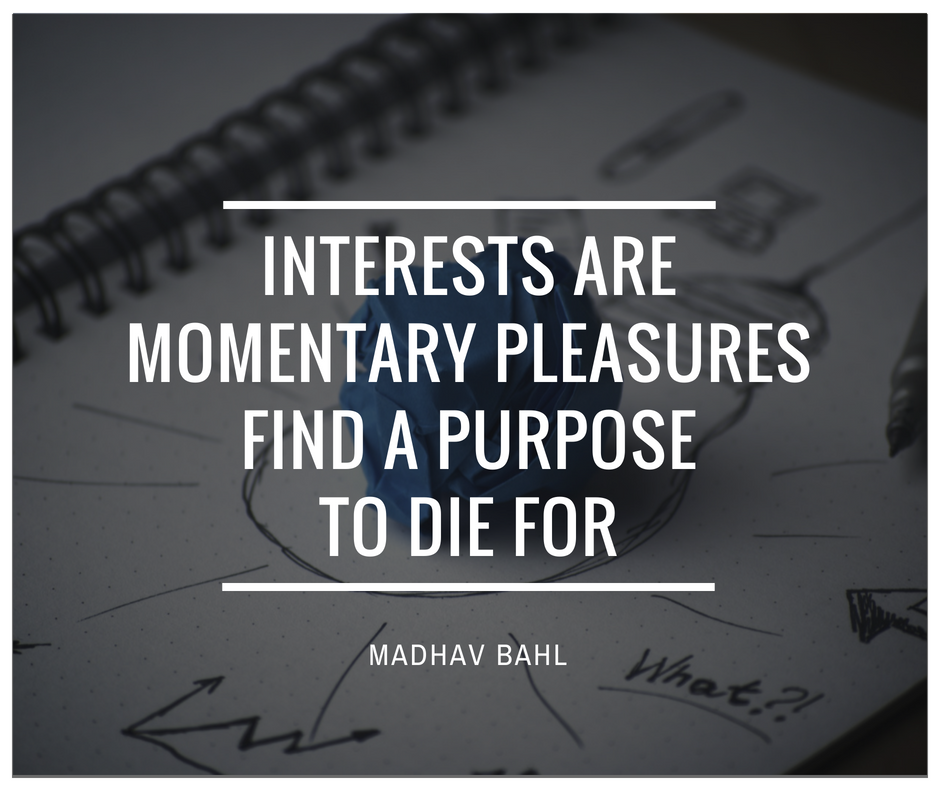 INTERESTS ARE
MOMENTARY PLEASURES
FIND A PURPOSE
TO DIE FOR
MADHAV BAHL
What?!